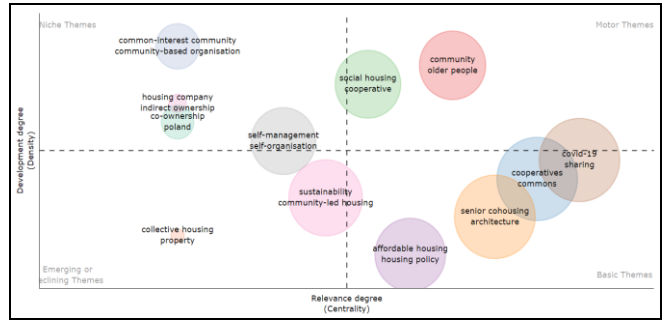 Niche Themes
Motor Themes
common-interest community
community-based organisation
community
older people
social housing
cooperative
housing company
indirect ownership
co-ownership
poland
self-management
self-organisation
Development degree
(Density)
covid-19
sharing
cooperatives
commons
sustainability
community-led housing
senior cohousing
architecture
collective housing
property
affordable housing
housing policy
Emerging or
clining Themes
Basic Themes
Relevance degree
(Centrality)